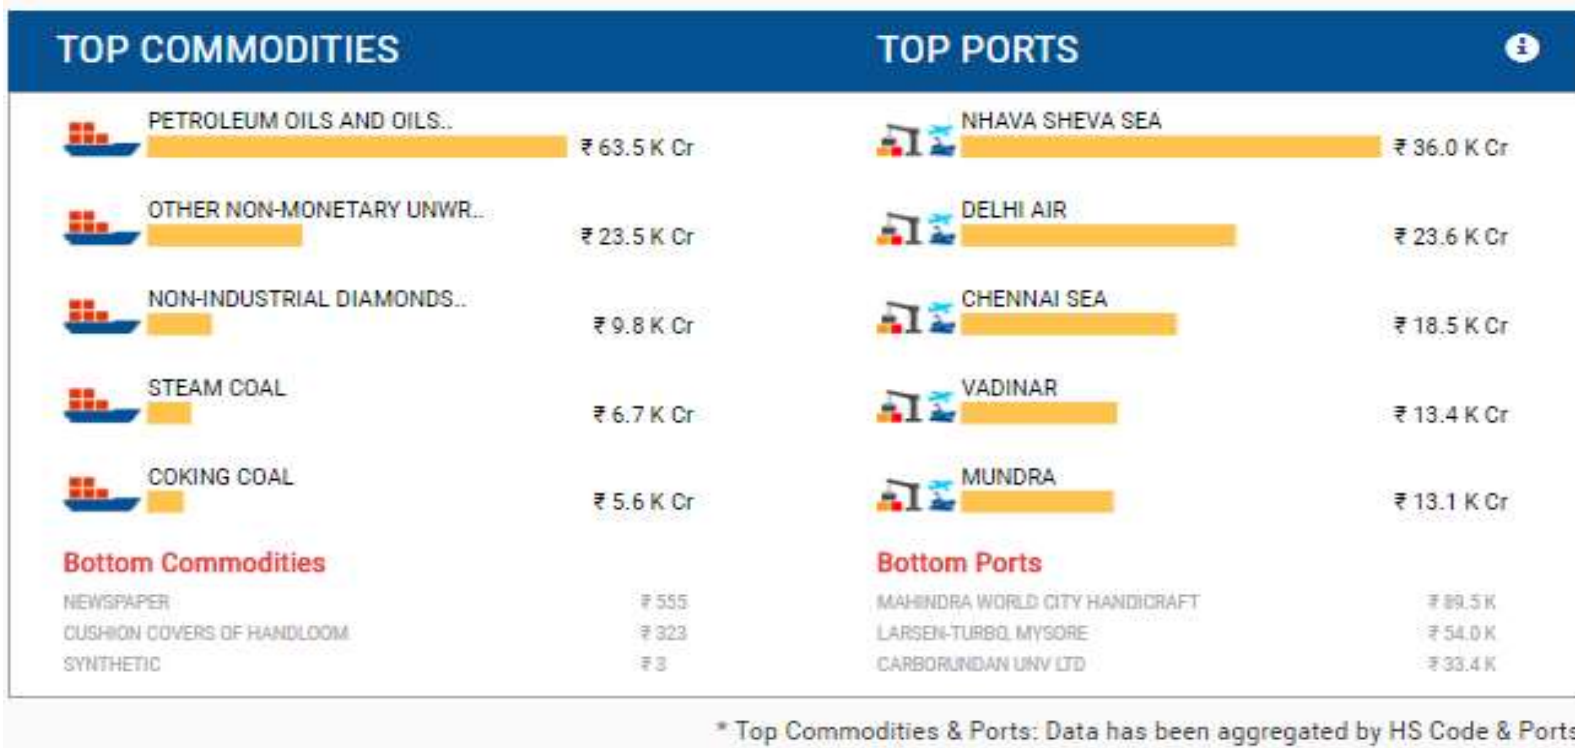 TOP COMMODITIES
PETROLEUM OILS AND OILS..
₹ 63.5 K Cr
OTHER NON-MONETARY UNWR..
₹ 23.5 K Cr
NON-INDUSTRIAL DIAMONDS..
₹ 9.8 K Cr
STEAM COAL
₹ 6.7 K Cr
COKING COAL
₹ 5.6 K Cr
Bottom Commodities
NEWSPAPER ₹ 555
CUSHION COVERS OF HANDLOOM ₹ 323
SYNTHETIC ₹ 3
TOP PORTS
NHAVA SHEVA SEA
₹ 36.0 K Cr
DELHI AIR
₹ 23.6 K Cr
CHENNAI SEA
₹ 18.5 K Cr
VADINAR
₹ 13.4 K Cr
MUNDRA
₹ 13.1 K Cr
Bottom Ports
MAHINDRA WORLD CITY HANDICRAFT ₹ 89.5 K
LARSEN-TURBO, MYSORE ₹ 54.0 K
CARBORUNDAN UNV LTD ₹ 33.4 K
* Top Commodities & Ports: Data has been aggregated by HS Code & Ports